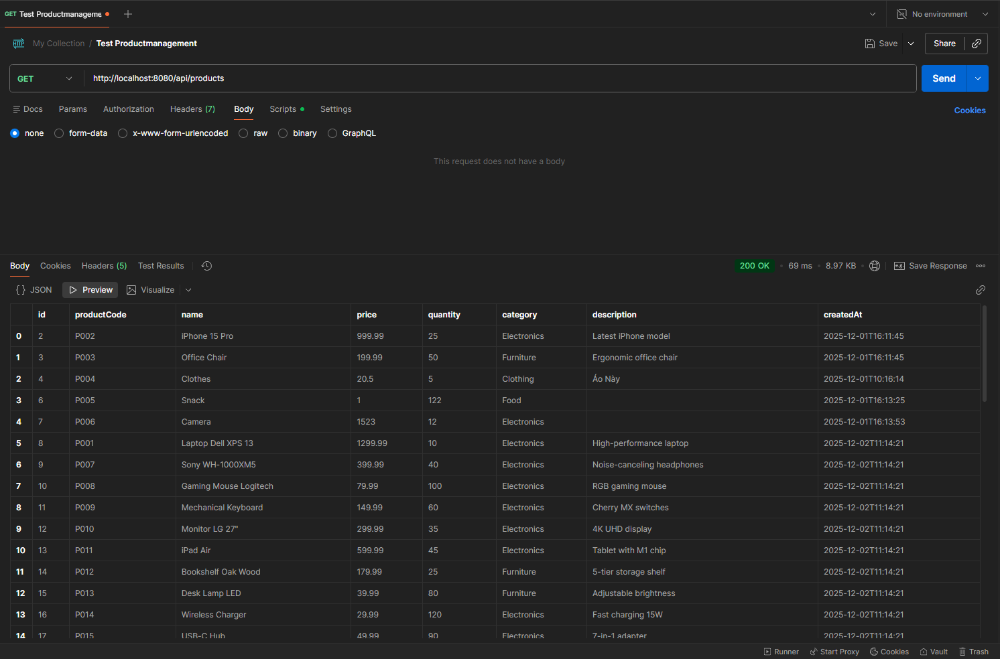 GET Test Productmanageme
No environment
HTTP My Collection / Test Productmanagement Save Share
GET http://localhost:8080/api/products Send
Docs Params Authorization Headers (7) Body Scripts Settings Cookies
none form-data x-www-form-urlencoded raw binary GraphQL
This request does not have a body
Body Cookies Headers (5) Test Results 200 OK 69 ms 8.97 KB Save Response
{} JSON Preview Visualize
id productCode name price quantity category description createdAt
0 2 P002 iPhone 15 Pro 999.99 25 Electronics Latest iPhone model 2025-12-01T16:11:45
1 3 P003 Office Chair 199.99 50 Furniture Ergonomic office chair 2025-12-01T16:11:45
2 4 P004 Clothes 20.5 5 Clothing Áo Này 2025-12-01T10:16:14
3 6 P005 Snack 1 122 Food 2025-12-01T16:13:25
4 7 P006 Camera 1523 12 Electronics 2025-12-01T16:13:53
5 8 P001 Laptop Dell XPS 13 1299.99 10 Electronics High-performance laptop 2025-12-02T11:14:21
6 9 P007 Sony WH-1000XM5 399.99 40 Electronics Noise-canceling headphones 2025-12-02T11:14:21
7 10 P008 Gaming Mouse Logitech 79.99 100 Electronics RGB gaming mouse 2025-12-02T11:14:21
8 11 P009 Mechanical Keyboard 149.99 60 Electronics Cherry MX switches 2025-12-02T11:14:21
9 12 P010 Monitor LG 27" 299.99 35 Electronics 4K UHD display 2025-12-02T11:14:21
10 13 P011 iPad Air 599.99 45 Electronics Tablet with M1 chip 2025-12-02T11:14:21
11 14 P012 Bookshelf Oak Wood 179.99 25 Furniture 5-tier storage shelf 2025-12-02T11:14:21
12 15 P013 Desk Lamp LED 39.99 80 Furniture Adjustable brightness 2025-12-02T11:14:21
13 16 P014 Wireless Charger 29.99 120 Electronics Fast charging 15W 2025-12-02T11:14:21
14 17 P015 USB-C Hub 49.99 90 Electronics 7-in-1 adapter 2025-12-02T11:14:21
Runner Start Proxy Cookies Vault Trash